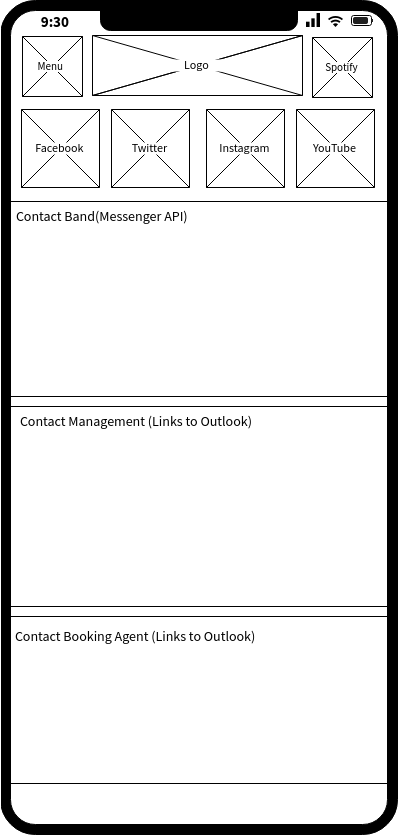 9:30
Menu
Logo
Spotify
Facebook
Twitter
Instagram
YouTube
Contact Band(Messenger API)
Contact Management (Links to Outlook)
Contact Booking Agent (Links to Outlook)